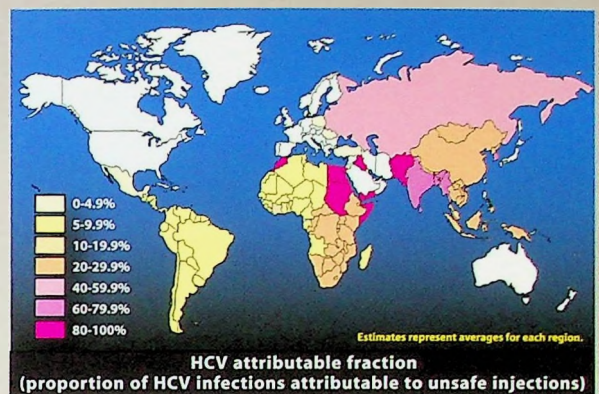 0-4.9%
5-9.9%
10-19.9%
20-29.9%
40-59.9%
60-79.9%
80-100%
Estimates represent averages for each region.
HCV attributable fraction
(proportion of HCV infections attributable to unsafe injections)